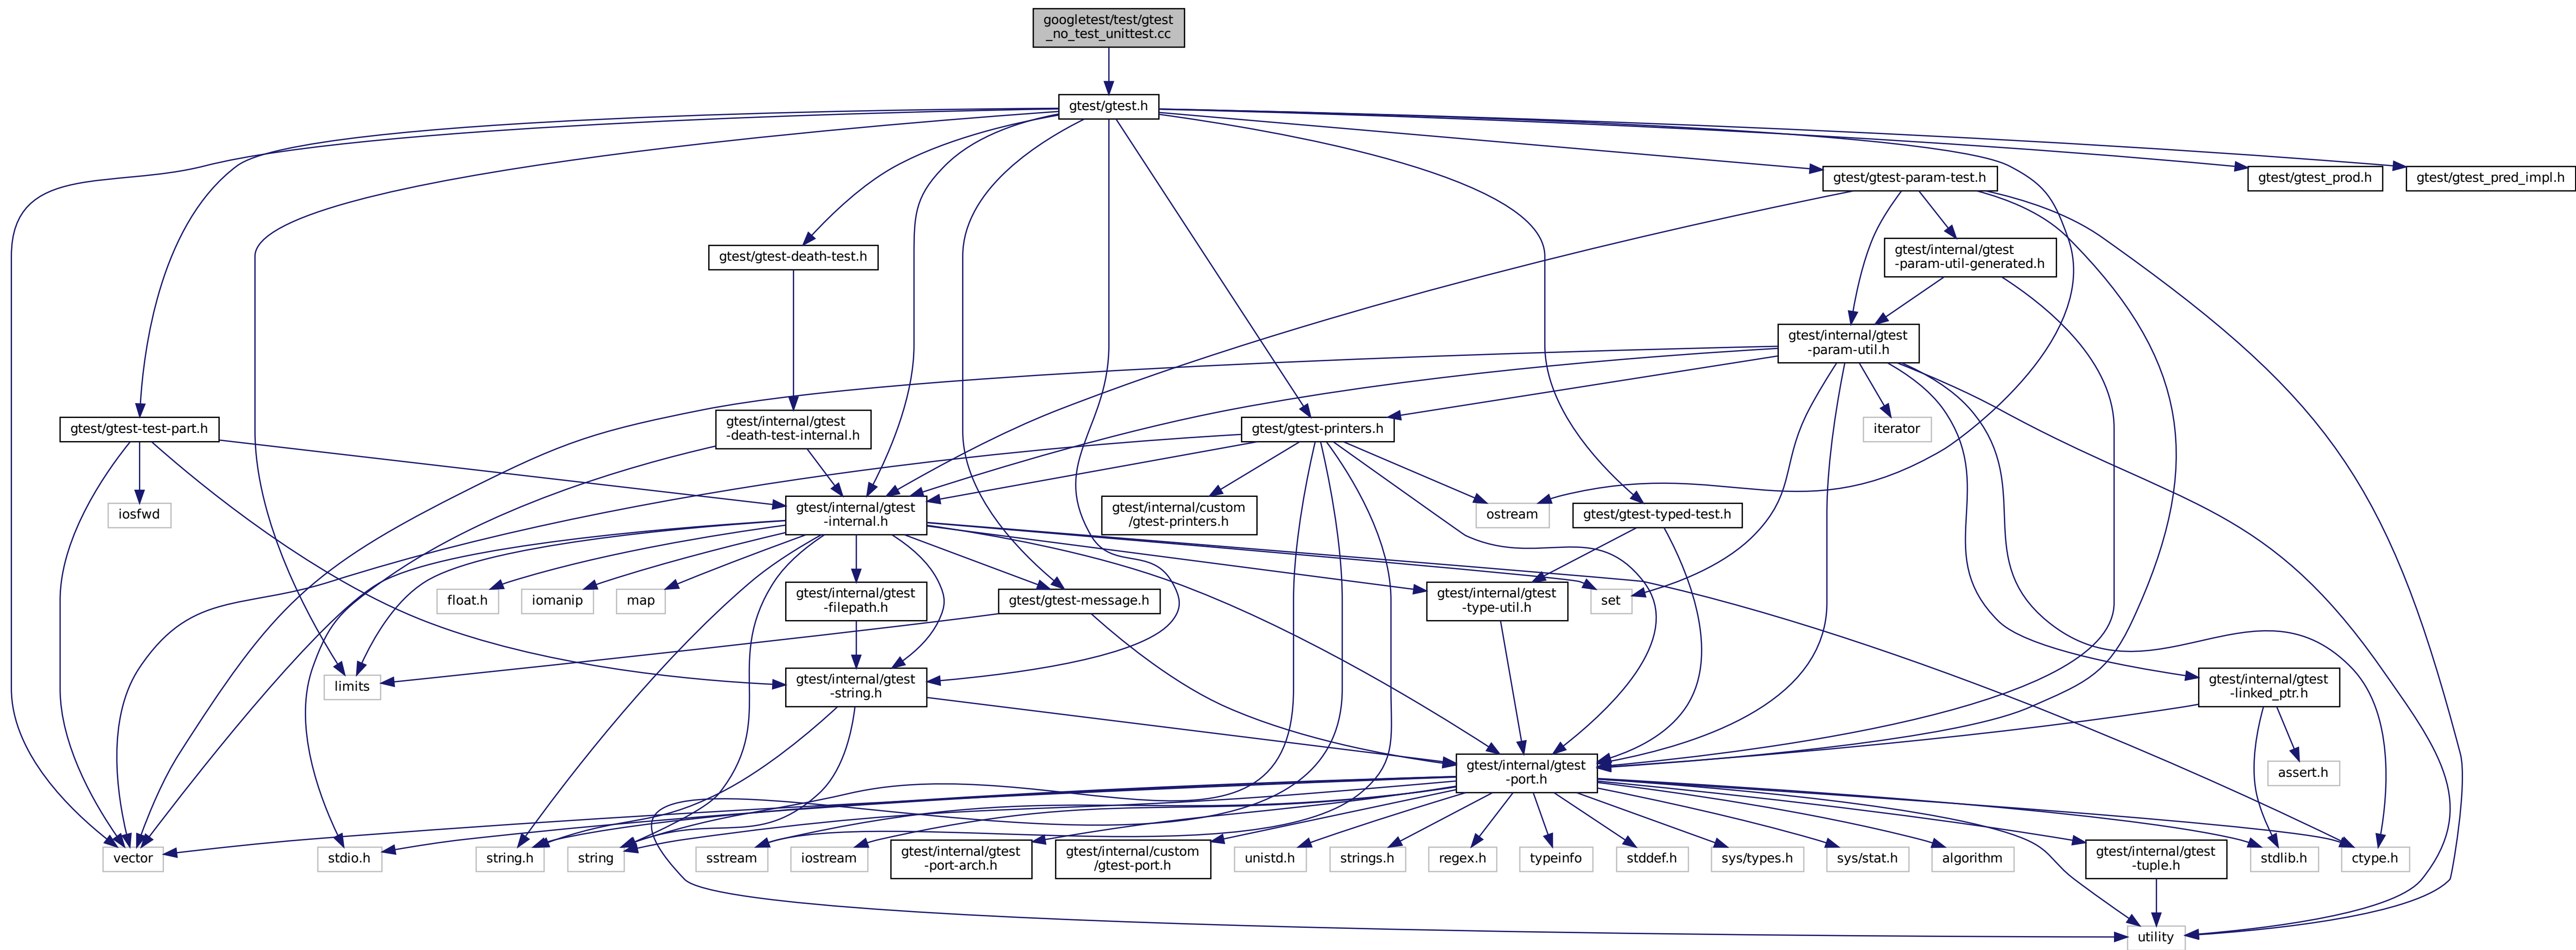 googletest/test/gtest
_no_test_unittest.cc
gtest/gtest.h
gtest/gtest-param-test.h
gtest/gtest_prod.h
gtest/gtest_pred_impl.h
gtest/gtest-death-test.h
gtest/internal/gtest
-param-util-generated.h
gtest/internal/gtest
-param-util.h
gtest/gtest-test-part.h
gtest/internal/gtest
-death-test-internal.h
gtest/gtest-printers.h
iterator
iosfwd
gtest/internal/gtest
-internal.h
gtest/internal/custom
/gtest-printers.h
ostream
gtest/gtest-typed-test.h
float.h
iomanip
map
gtest/internal/gtest
-filepath.h
gtest/gtest-message.h
gtest/internal/gtest
-type-util.h
set
limits
gtest/internal/gtest
-string.h
gtest/internal/gtest
-linked_ptr.h
gtest/internal/gtest
-port.h
assert.h
vector
stdio.h
string.h
string
sstream
iostream
gtest/internal/gtest
-port-arch.h
gtest/internal/custom
/gtest-port.h
unistd.h
strings.h
regex.h
typeinfo
stddef.h
sys/types.h
sys/stat.h
algorithm
gtest/internal/gtest
-tuple.h
stdlib.h
ctype.h
utility